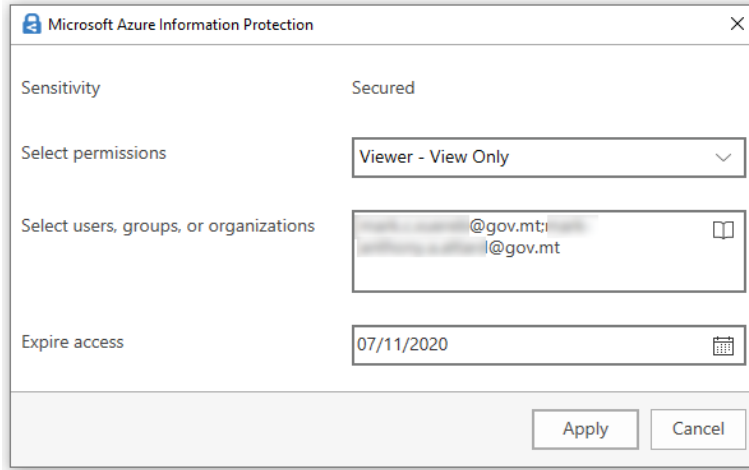 Microsoft Azure Information Protection
Sensitivity Secured
Select permissions Viewer - View Only
Select users, groups, or organizations @gov.mt;
@gov.mt
Expire access 07/11/2020
Apply Cancel